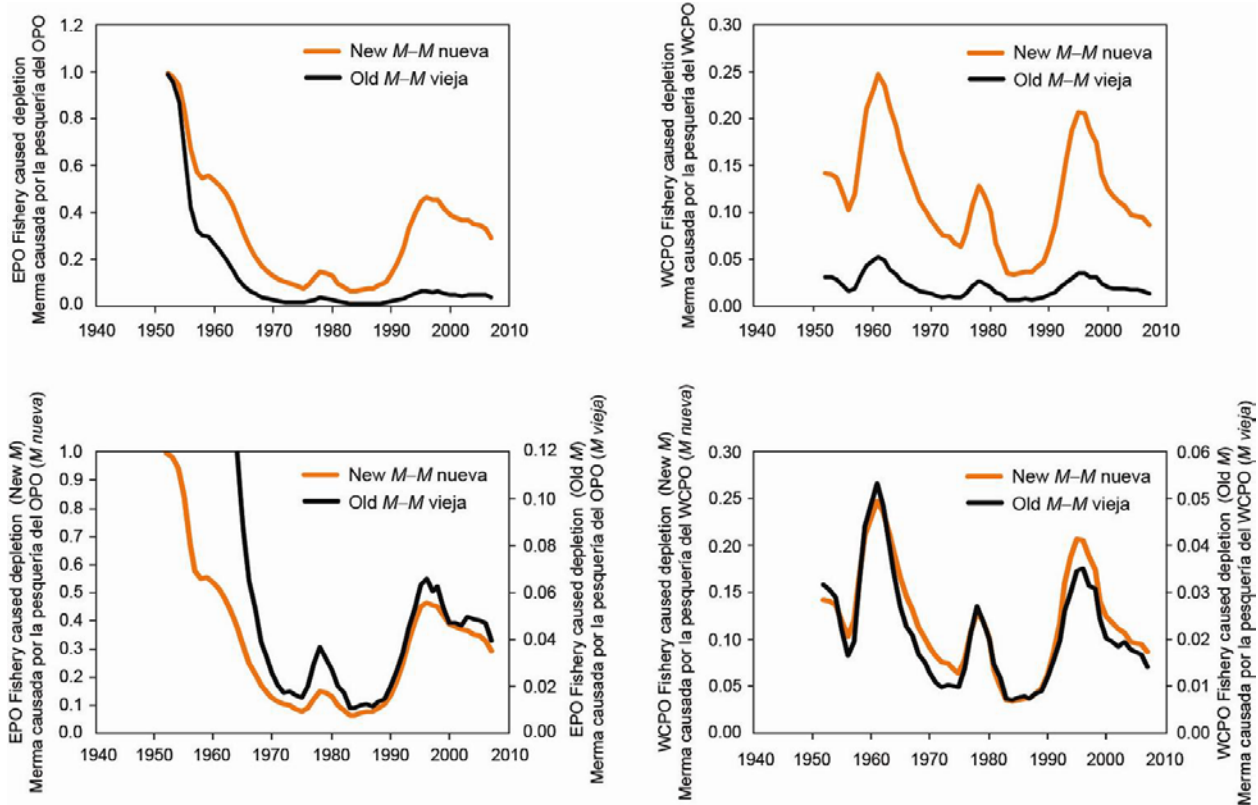 EPO Fishery caused depletion
Merma causada por la pesquería del OPO
1.2
1.0
0.8
0.6
0.4
0.2
0.0
New M–M nueva
Old M–M vieja
1940 1950 1960 1970 1980 1990 2000 2010
WCPO Fishery caused depletion
Merma causada por la pesquería del WCPO
0.30
0.25
0.20
0.15
0.10
0.05
0.00
New M–M nueva
Old M–M vieja
1940 1950 1960 1970 1980 1990 2000 2010
EPO Fishery caused depletion (New M)
Merma causada por la pesquería del OPO (M nueva)
1.0
0.9
0.8
0.7
0.6
0.5
0.4
0.3
0.2
0.1
0.0
New M–M nueva
Old M–M vieja
0.12
0.10
0.08
0.06
0.04
0.02
0.00
EPO Fishery caused depletion (Old M)
Merma causada por la pesquería del OPO (M vieja)
1940 1950 1960 1970 1980 1990 2000 2010
WCPO Fishery caused depletion (New M)
Merma causada por la pesquería del WCPO (M nueva)
0.30
0.25
0.20
0.15
0.10
0.05
0.00
New M–M nueva
Old M–M vieja
0.06
0.05
0.04
0.03
0.02
0.01
0.00
WCPO Fishery caused depletion (Old M)
Merma causada por la pesquería del WCPO (M vieja)
1940 1950 1960 1970 1980 1990 2000 2010